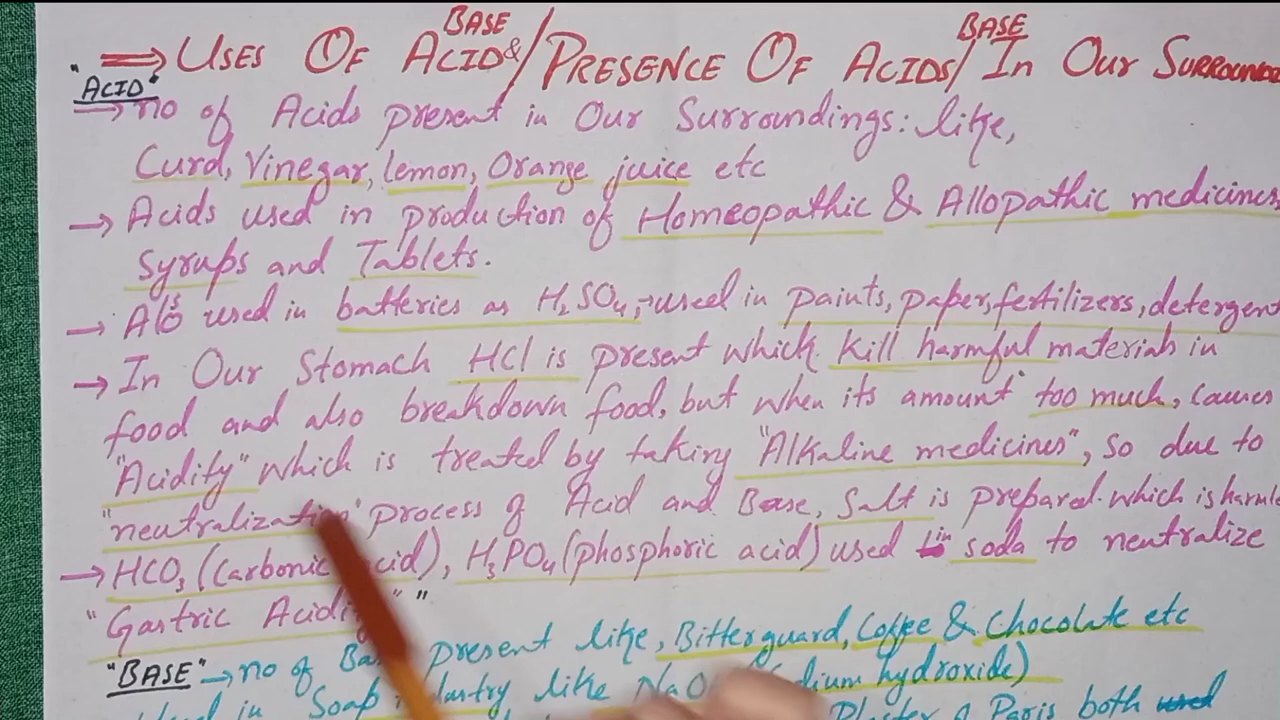 ⇒ USES OF ACID & BASE / PRESENCE OF ACIDS / BASE In Our
"ACID"
→ no of Acids present in Our Surroundings: like,
Curd, Vinegar, lemon, Orange juice etc
→ Acids used in production of Homeopathic & Allopathic medicines,
Syrups and Tablets.
→ Also used in batteries as H2SO4, → used in paints, paper, fertilizers, detergent
→ In Our Stomach HCl is present which kill harmful materials in
food and also breakdown food, but when its amount too much, causes
"Acidity" which is treated by taking "Alkaline medicines", So due to
"neutralization" process of Acid and Base, Salt is prepared. which is
→ HCO3 (Carbonic acid), H3PO4 (phosphoric acid) used in soda to neutralize
"Gastric Acidity"
"BASE" → no of present like, Bitterguard, Coffee & Chocolate etc
in Soap industry like (Sodium hydroxide)
Plaster of Paris both used